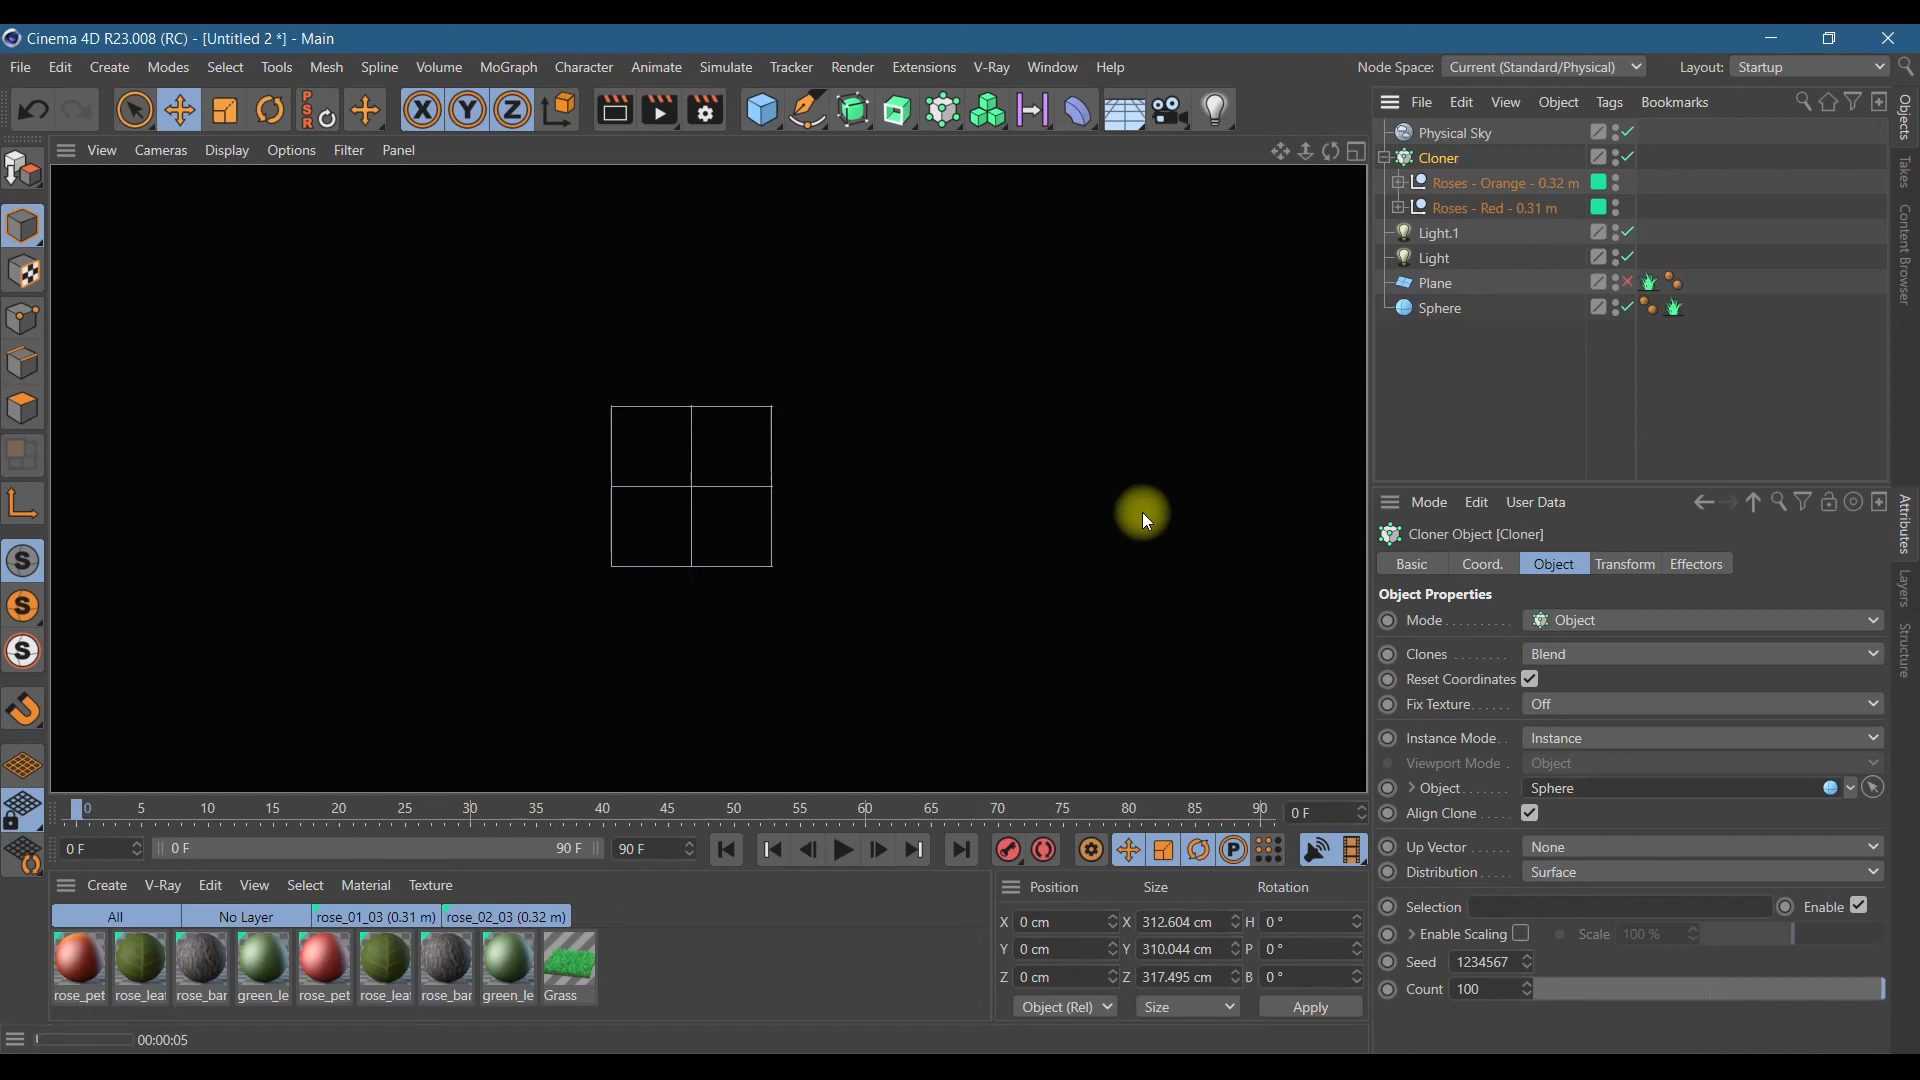 Cinema 4D R23.008 (RC) - [Untitled 2 *] - Main
File Edit Create Modes Select Tools Mesh Spline Volume MoGraph Character Animate Simulate Tracker Render Extensions V-Ray Window Help Node Space: Current (Standard/Physical) Layout: Startup
P S R X Y Z
View Cameras Display Options Filter Panel
File Edit View Object Tags Bookmarks
Physical Sky
Cloner
Roses - Orange - 0.32 m
Roses - Red - 0.31 m
Light.1
Light
Plane
Sphere
Objects
Takes
Content Browser
Mode Edit User Data
Cloner Object [Cloner]
Basic Coord. Object Transform Effectors
Object Properties
Mode . . . . . . . . . . Object
Clones . . . . . . . Blend
Reset Coordinates
Fix Texture . . . . . . Off
Instance Mode . . Instance
Viewport Mode . Object
Object . . . . . . . Sphere
Align Clone . . . . .
Up Vector . . . . . . None
Distribution . . . . . Surface
Selection Enable
Enable Scaling Scale 100 %
Seed 1234567
Count 100
Attributes
Layers
Structure
0 5 10 15 20 25 30 35 40 45 50 55 60 65 70 75 80 85 90 0 F
0 F 0 F 90 F 90 F
Create V-Ray Edit View Select Material Texture
All No Layer rose_01_03 (0.31 m) rose_02_03 (0.32 m)
rose_pet rose_leaf rose_bar green_le rose_pet rose_leaf rose_bar green_le Grass
Position Size Rotation
X 0 cm X 312.604 cm H 0 °
Y 0 cm Y 310.044 cm P 0 °
Z 0 cm Z 317.495 cm B 0 °
Object (Rel) Size Apply
00:00:05